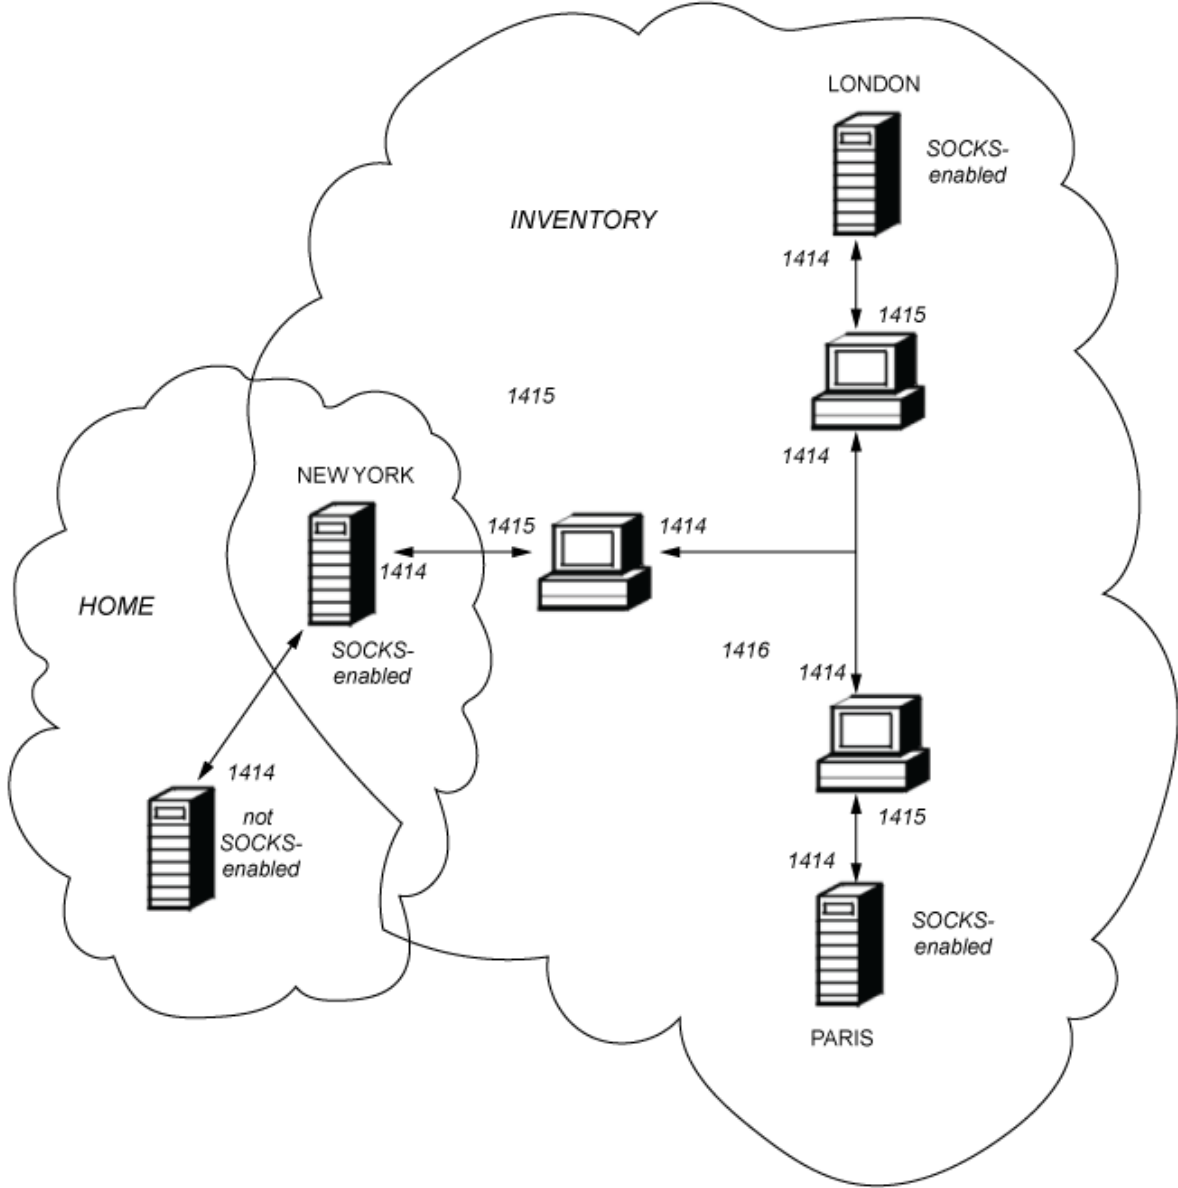 LONDON
SOCKS-
enabled
INVENTORY
1414
1415
1415
1414
NEW YORK
1415
1414
1414
HOME
SOCKS-
enabled
1416
1414
1414
not
SOCKS-
enabled
1415
1414
SOCKS-
enabled
PARIS